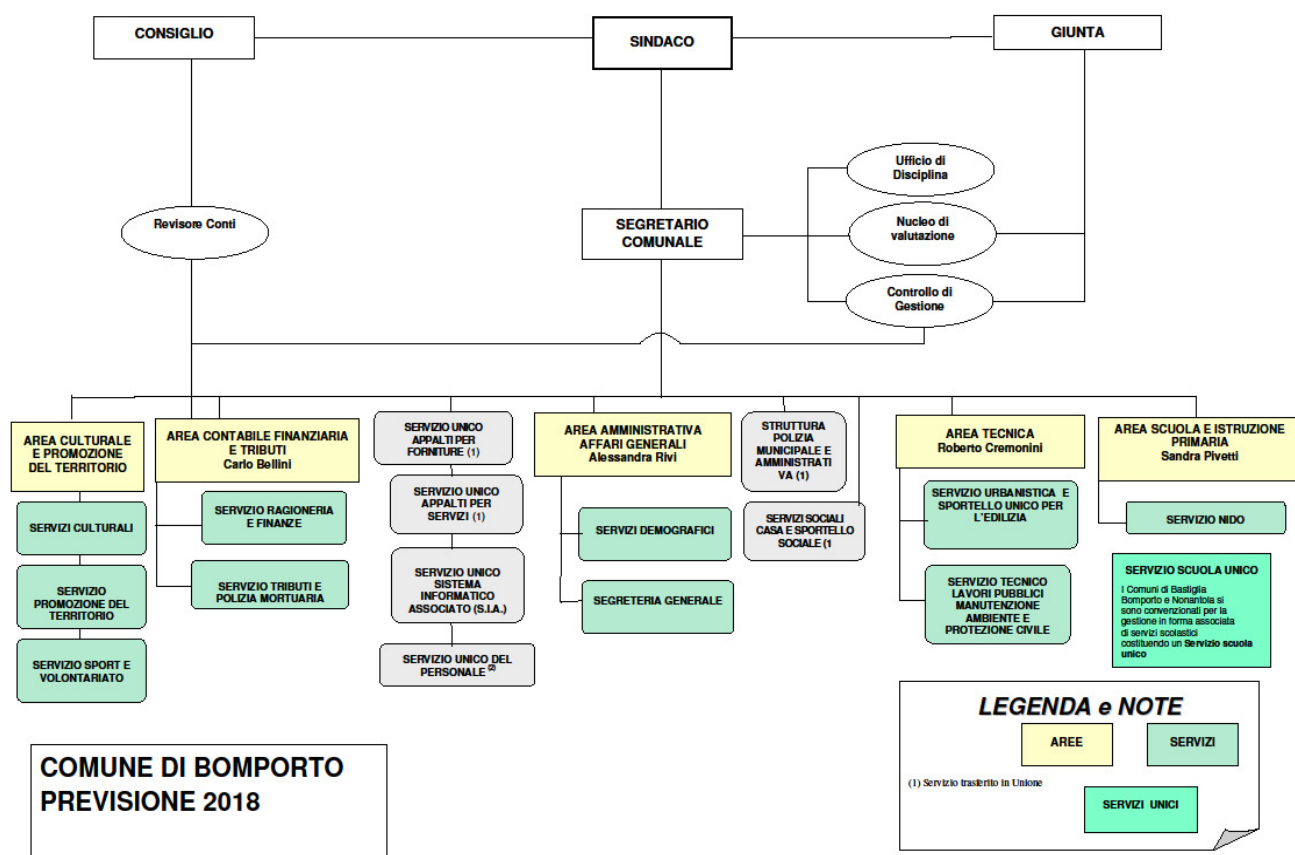 CONSIGLIO
SINDACO
GIUNTA
Ufficio di
Disciplina
Revisore Conti
SEGRETARIO
COMUNALE
Nucleo di
valutazione
Controllo di
Gestione
AREA CULTURALE
E PROMOZIONE
DEL TERRITORIO
SERVIZI CULTURALI
SERVIZIO
PROMOZIONE DEL
TERRITORIO
SERVIZIO SPORT E
VOLONTARIATO
AREA CONTABILE FINANZIARIA
E TRIBUTI
Carlo Bellini
SERVIZIO RAGIONERIA
E FINANZE
SERVIZIO TRIBUTI E
POLIZIA MORTUARIA
SERVIZIO UNICO
APPALTI PER
FORNITURE (1)
SERVIZIO UNICO
APPALTI PER
SERVIZI (1)
SERVIZIO UNICO
SISTEMA
INFORMATICO
ASSOCIATO (S.I.A.)
SERVIZIO UNICO DEL
PERSONALE (2)
AREA AMMINISTRATIVA
AFFARI GENERALI
Alessandra Rivi
SERVIZI DEMOGRAFICI
SEGRETERIA GENERALE
STRUTTURA
POLIZIA
MUNICIPALE E
AMMINISTRATI
VA (1)
SERVIZI SOCIALI
CASA E SPORTELLO
SOCIALE (1
AREA TECNICA
Roberto Cremonini
SERVIZIO URBANISTICA E
SPORTELLO UNICO PER
L'EDILIZIA
SERVIZIO TECNICO
LAVORI PUBBLICI
MANUTENZIONE
AMBIENTE E
PROTEZIONE CIVILE
AREA SCUOLA E ISTRUZIONE
PRIMARIA
Sandra Pivetti
SERVIZIO NIDO
SERVIZIO SCUOLA UNICO
I Comuni di Bastiglia
Bomporto e Nonantola si
sono convenzionati per la
gestione in forma associata
di servizi scolastici
costituendo un Servizio scuola
unico
COMUNE DI BOMPORTO
PREVISIONE 2018
LEGENDA e NOTE
AREE
SERVIZI
(1) Servizio trasferito in Unione
SERVIZI UNICI